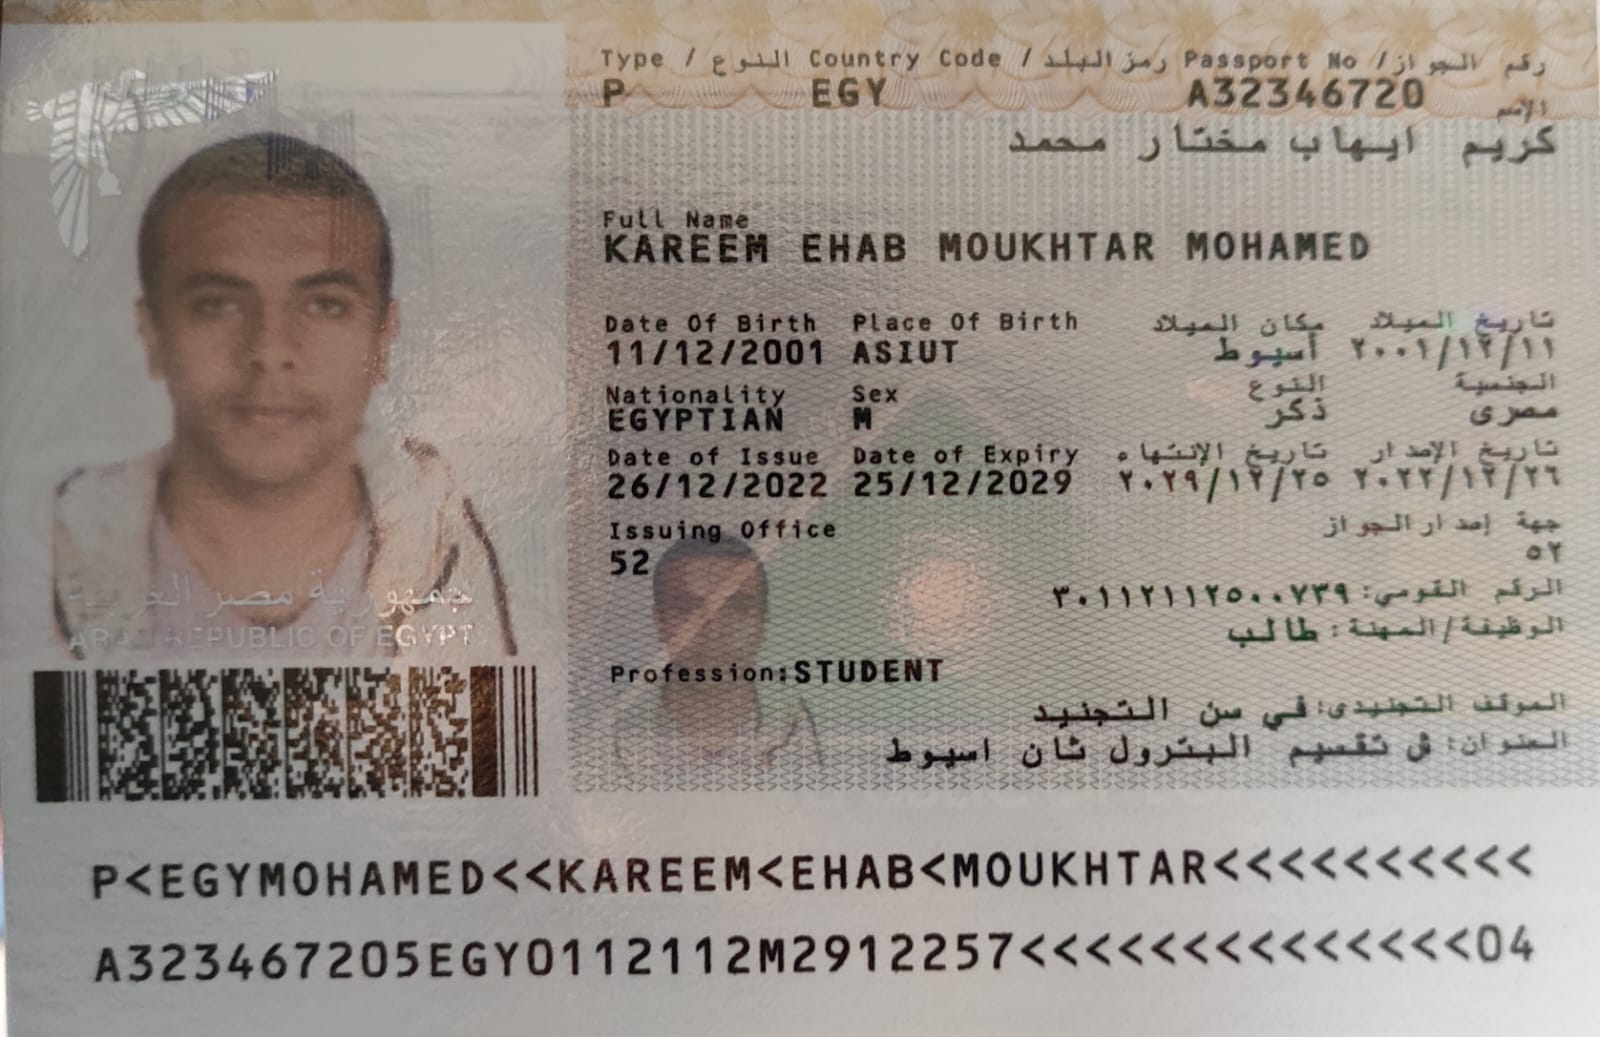 Type / النوع Country Code / رمز البلد Passport No / رقم الجواز
P EGY A32346720
الإسم
كريم ايهاب مختار محمد
Full Name
KAREEM EHAB MOUKHTAR MOHAMED
Date Of Birth Place Of Birth مكان الميلاد تاريخ الميلاد
11/12/2001 ASIUT أسيوط ٢٠٠١/١٢/١١
Nationality Sex النوع الجنسية
EGYPTIAN M ذكر مصرى
Date of Issue Date of Expiry تاريخ الإنتهاء تاريخ الإصدار
26/12/2022 25/12/2029 ٢٠٢٩/١٢/٢٥ ٢٠٢٢/١٢/٢٦
Issuing Office جهة إصدار الجواز
52 ٥٢
الرقم القومي: ٣٠١١٢١١٢٥٠٠٧٣٩
الوظيفة/المهنة: طالب
Profession:STUDENT
الموقف التجنيدى: في سن التجنيد
العنوان: ش تقسيم البترول ثان اسيوط
جمهورية مصر العربية
ARAB REPUBLIC OF EGYPT
P<EGYMOHAMED<<KAREEM<EHAB<MOUKHTAR<<<<<<<<<<
A323467205EGY0112112M2912257<<<<<<<<<<<<<<04